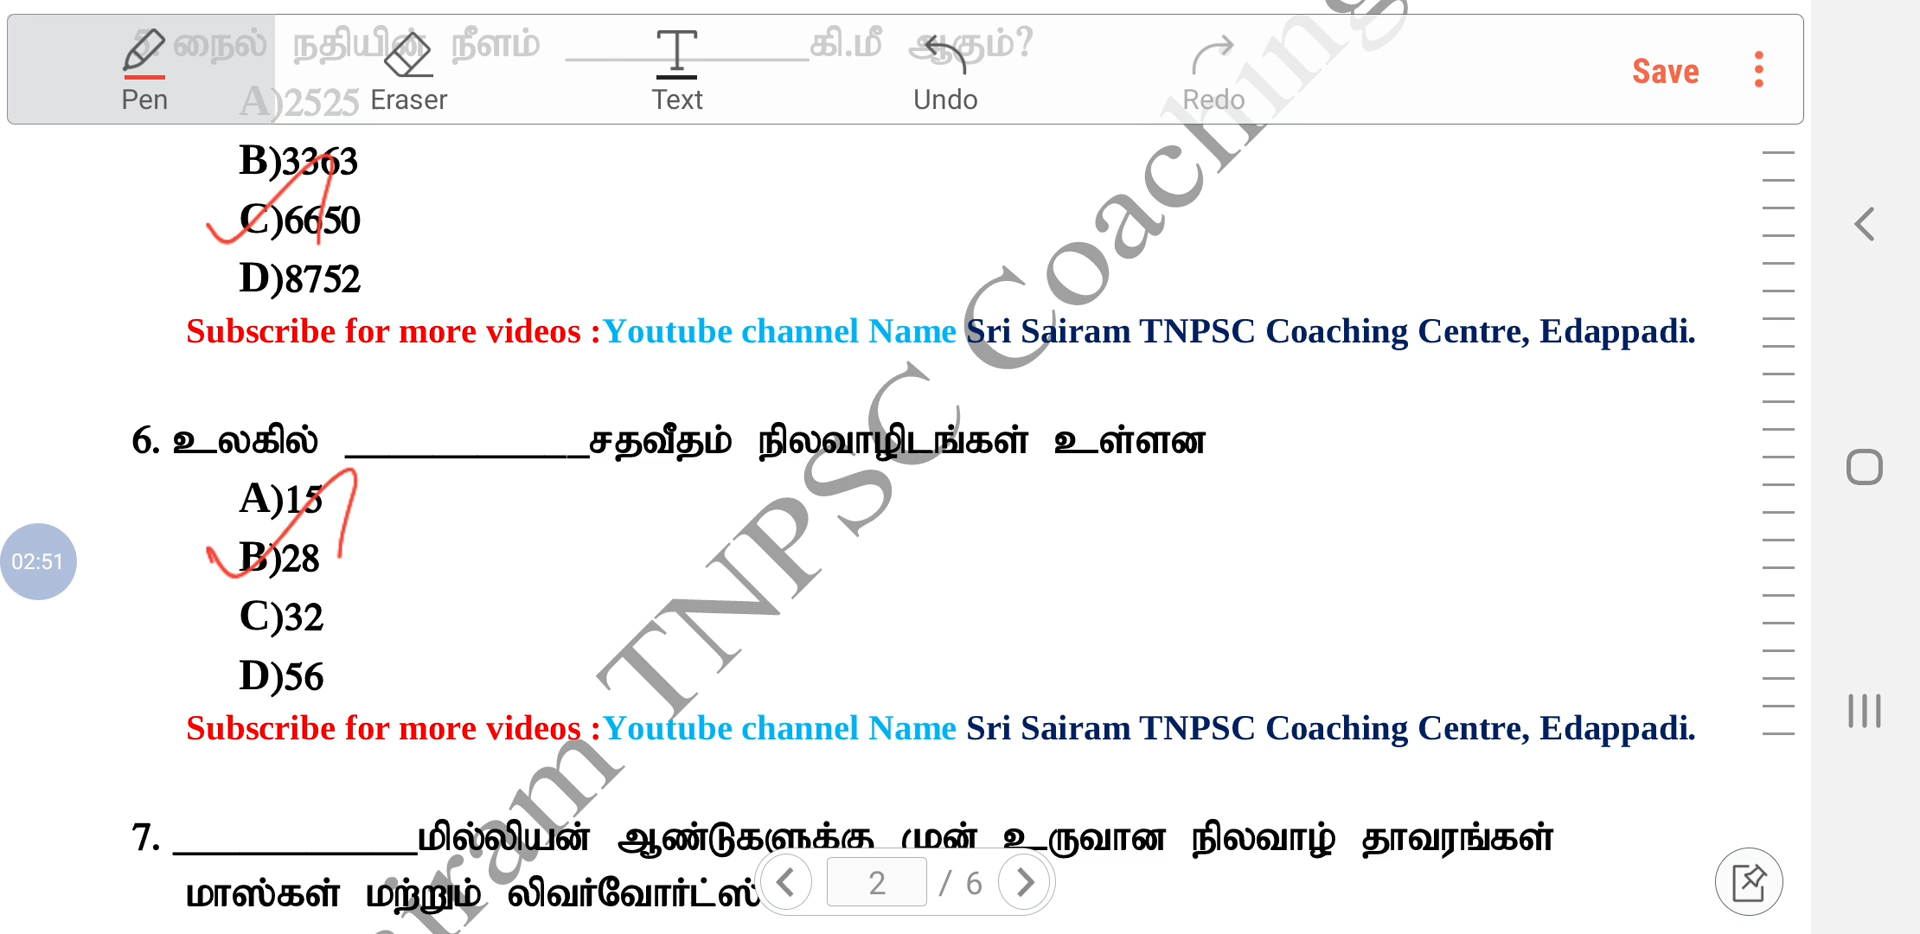 5. நைல் நதியின் நீளம் ____________கி.மீ ஆகும்?
Pen
Eraser
Text
Undo
Redo
Save
A)2525
B)3363
C)6650
D)8752
Subscribe for more videos :Youtube channel Name Sri Sairam TNPSC Coaching Centre, Edappadi.
6. உலகில் ____________சதவீதம் நிலவாழிடங்கள் உள்ளன
A)15
B)28
02:51
C)32
D)56
Subscribe for more videos :Youtube channel Name Sri Sairam TNPSC Coaching Centre, Edappadi.
7. ____________மில்லியன் ஆண்டுகளுக்கு முன் உருவான நிலவாழ் தாவரங்கள்
மாஸ்கள் மற்றும் லிவர்வோர்ட்ஸ்
2 / 6
iram TNPSC Coaching